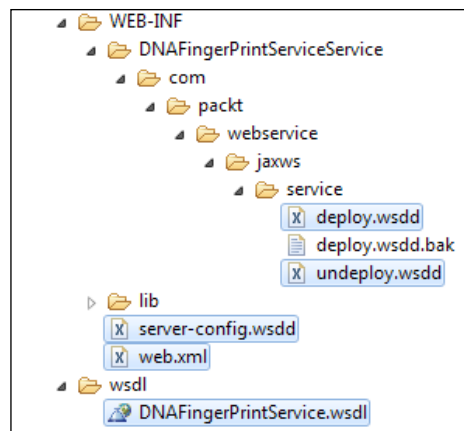 WEB-INF
DNAFingerPrintServiceService
com
packt
webservice
jaxws
service
deploy.wsdd
deploy.wsdd.bak
undeploy.wsdd
lib
server-config.wsdd
web.xml
wsdl
DNAFingerPrintService.wsdl